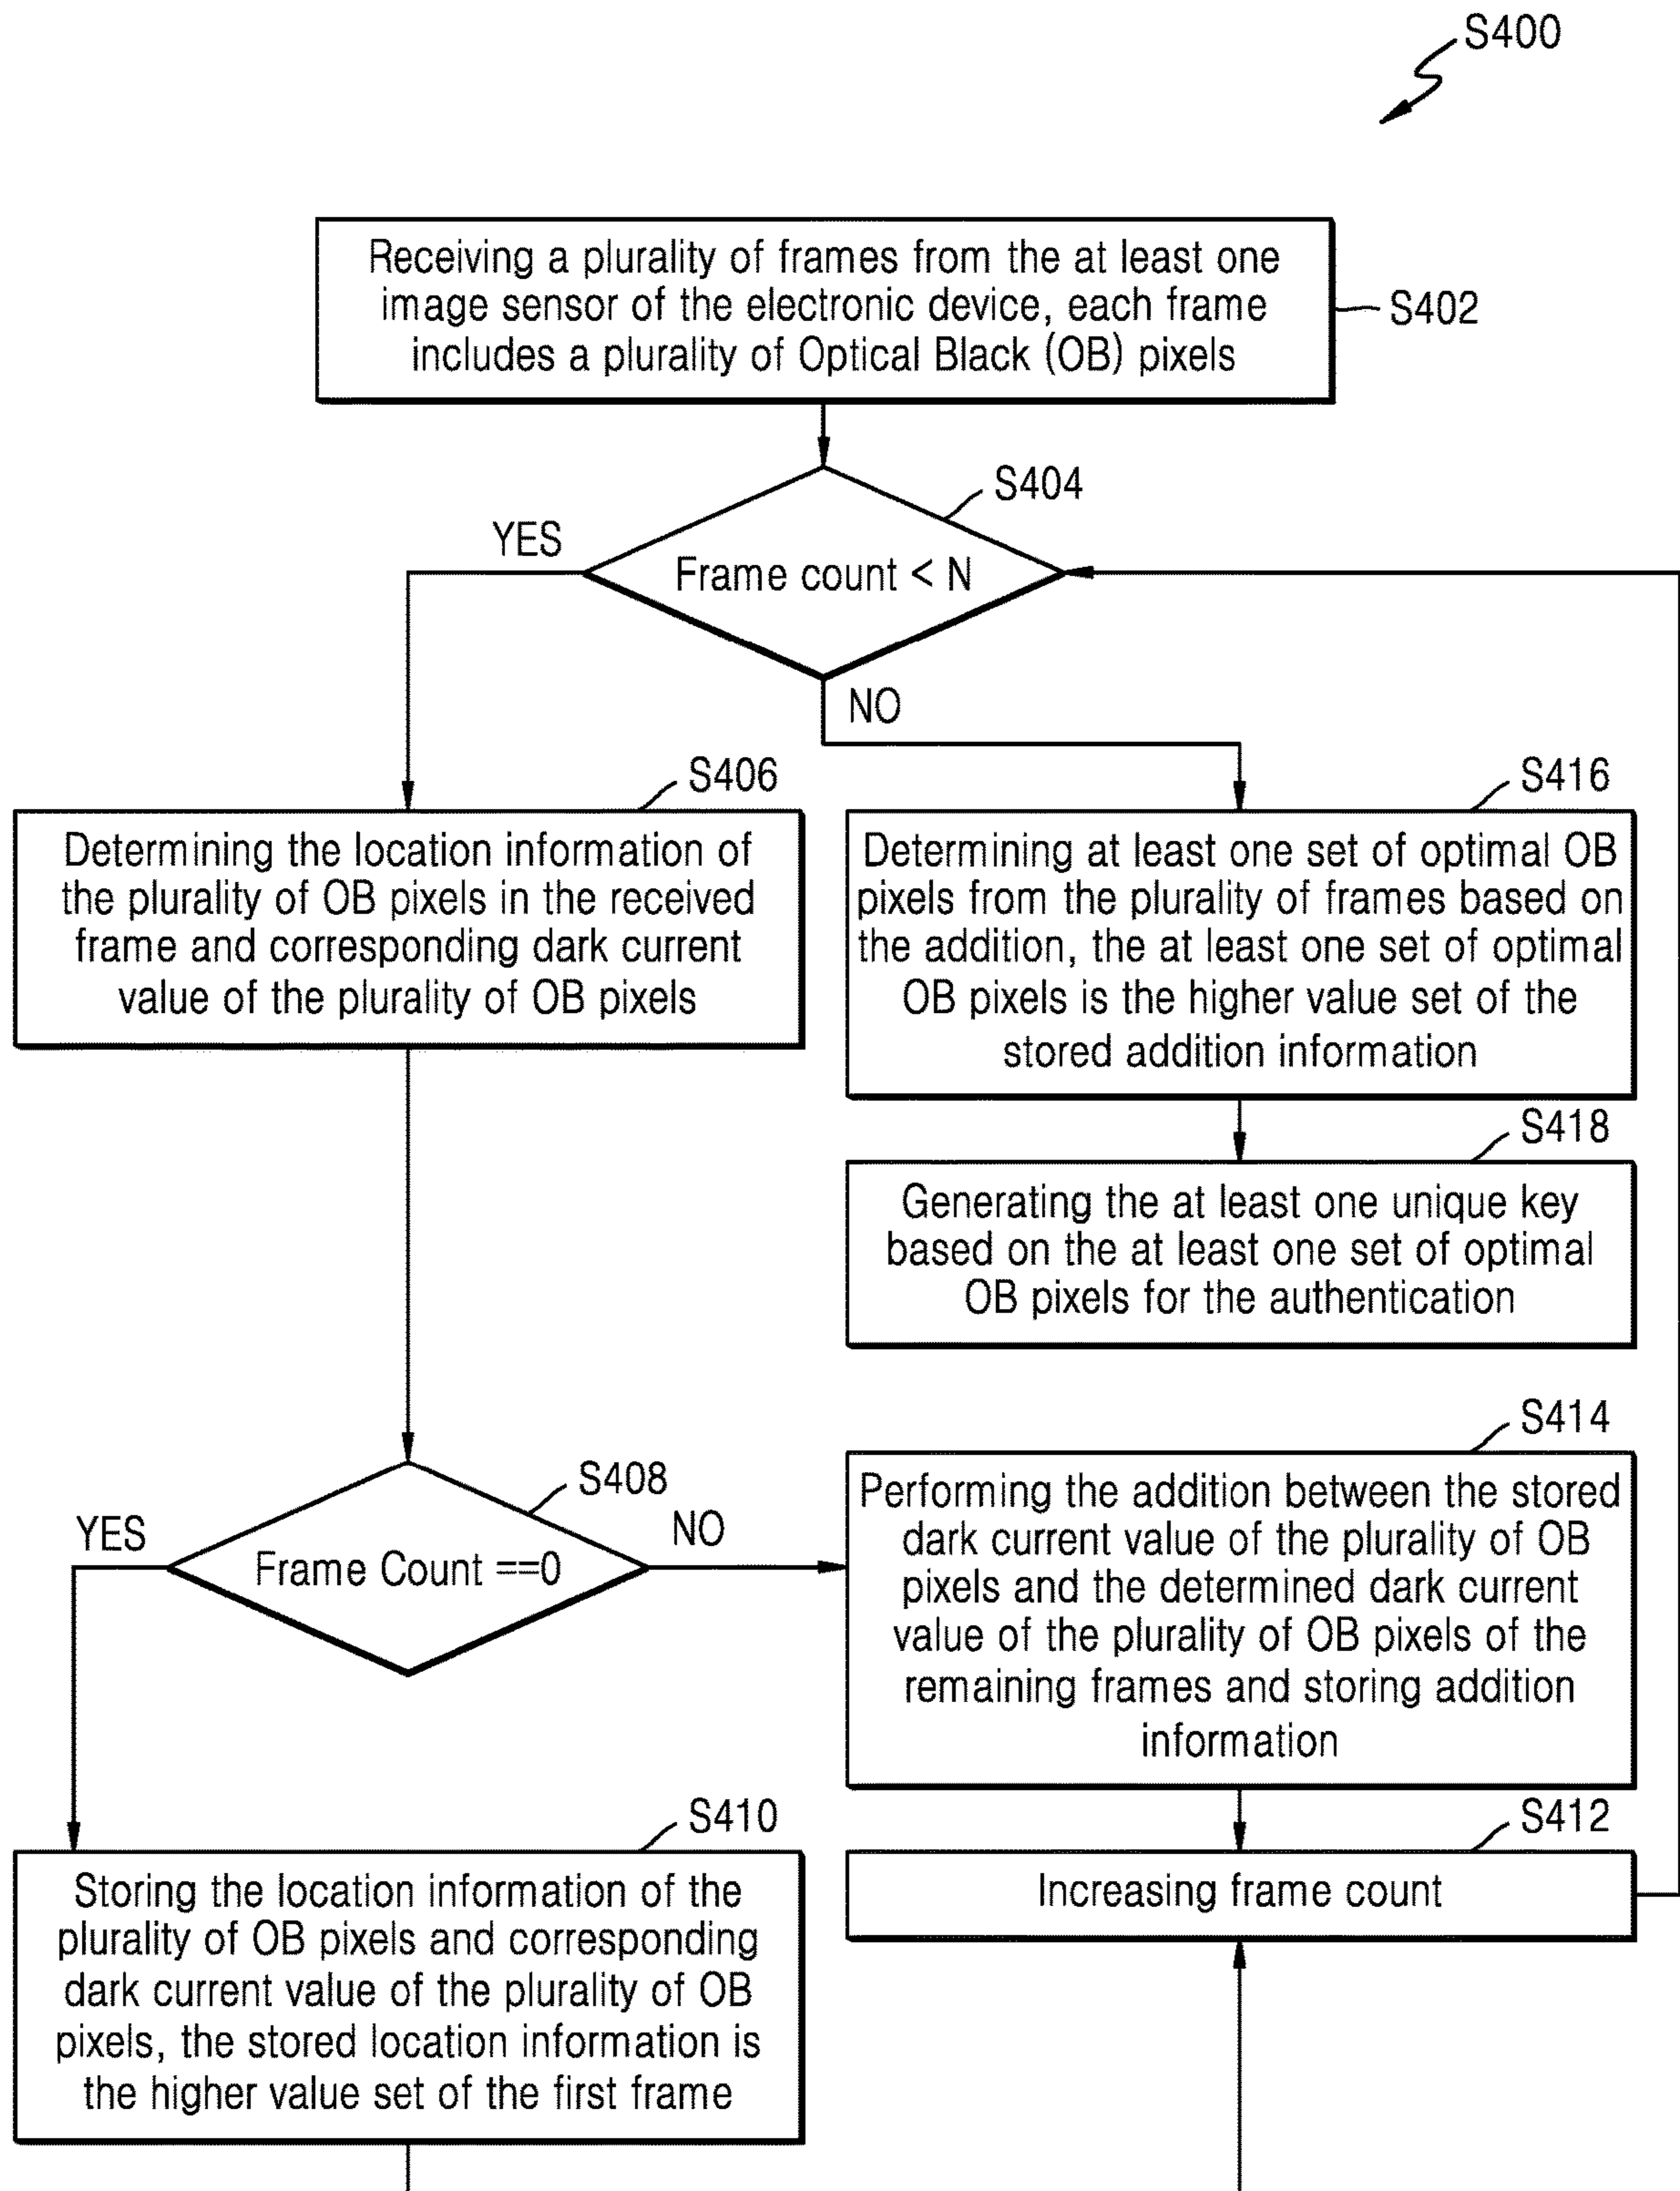 S400
Receiving a plurality of frames from the at least one
image sensor of the electronic device, each frame
includes a plurality of Optical Black (OB) pixels
S402
S404
YES
Frame count < N
NO
S406
Determining the location information of
the plurality of OB pixels in the received
frame and corresponding dark current
value of the plurality of OB pixels
S416
Determining at least one set of optimal OB
pixels from the plurality of frames based on
the addition, the at least one set of optimal
OB pixels is the higher value set of the
stored addition information
S418
Generating the at least one unique key
based on the at least one set of optimal
OB pixels for the authentication
S408
YES
Frame Count ==0
NO
S414
Performing the addition between the stored
dark current value of the plurality of OB
pixels and the determined dark current
value of the plurality of OB pixels of the
remaining frames and storing addition
information
S410
Storing the location information of the
plurality of OB pixels and corresponding
dark current value of the plurality of OB
pixels, the stored location information is
the higher value set of the first frame
S412
Increasing frame count